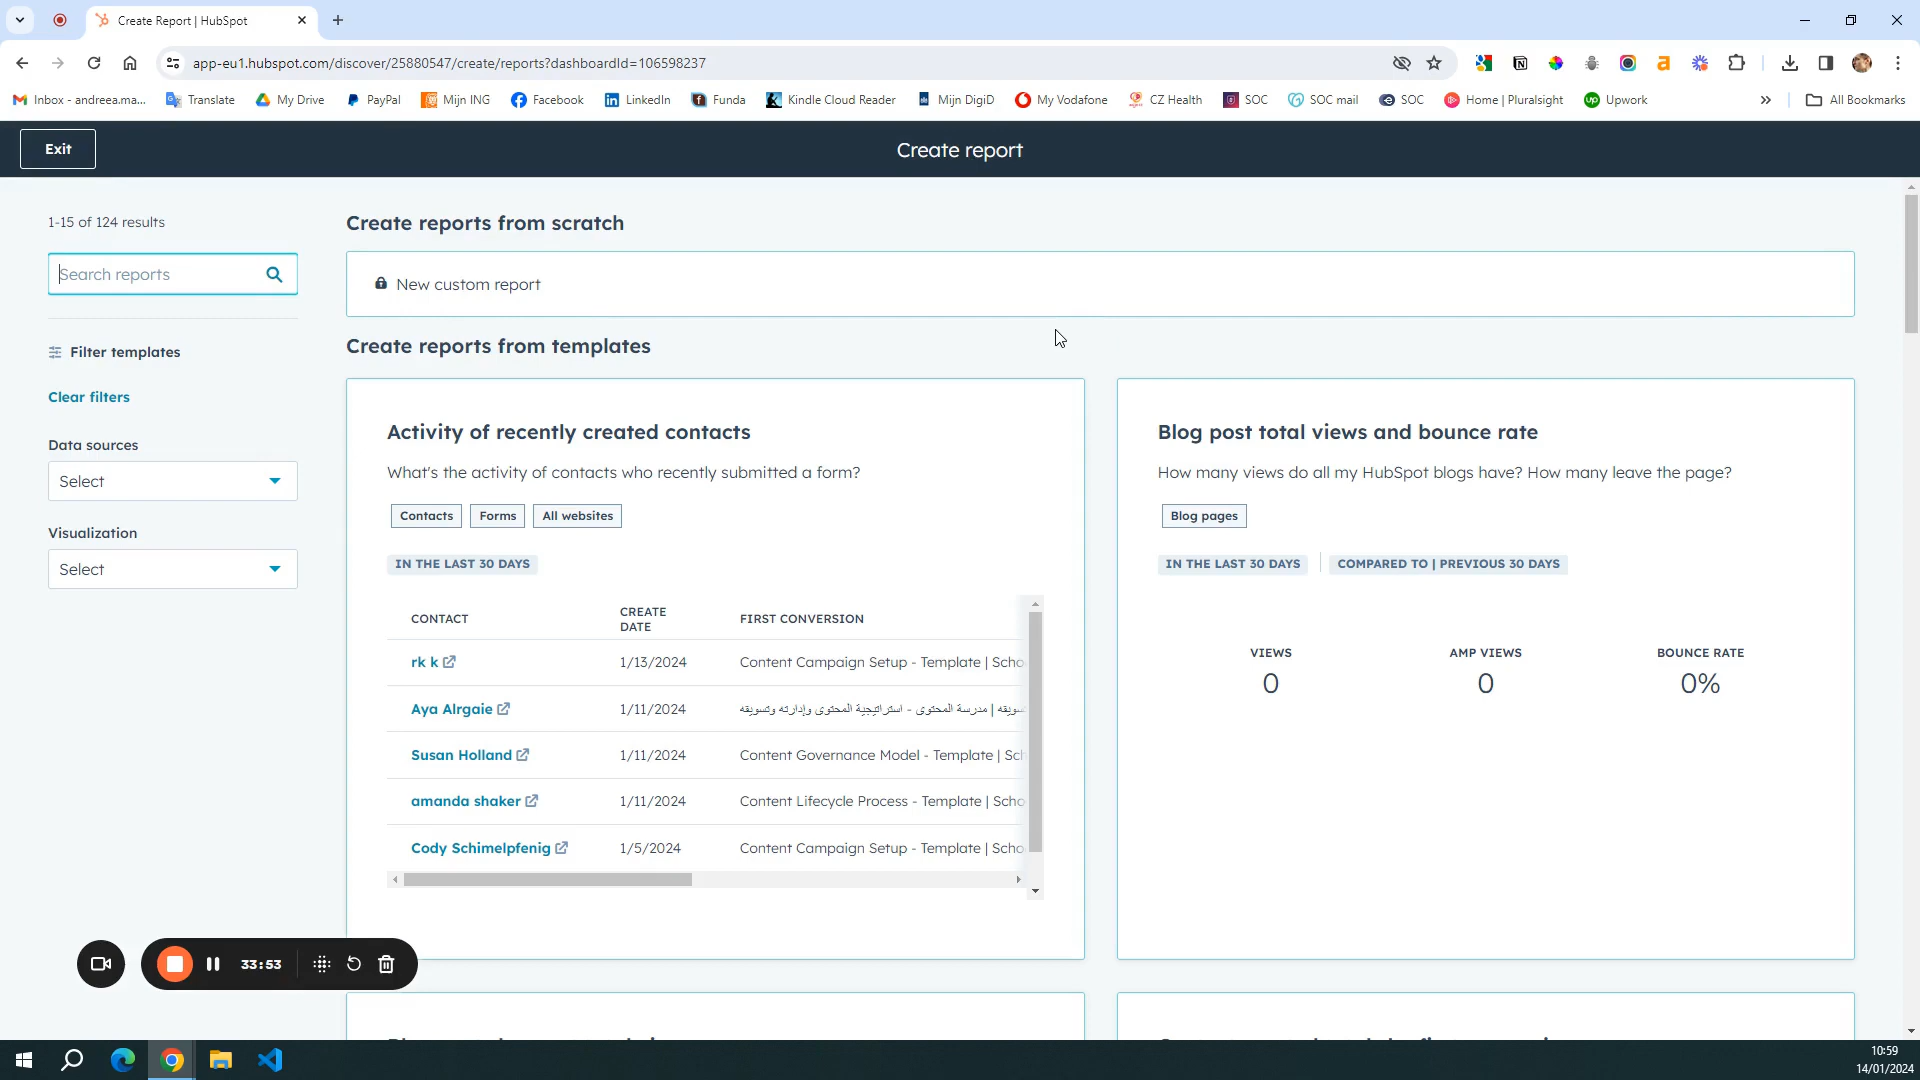 Create Report | HubSpot
app-eu1.hubspot.com/discover/25880547/create/reports?dashboardId=106598237
Inbox - andreea.ma...
Translate
My Drive
PayPal
Mijn ING
Facebook
LinkedIn
Funda
Kindle Cloud Reader
Mijn DigiD
My Vodafone
CZ Health
SOC
SOC mail
SOC
Home | Pluralsight
Upwork
All Bookmarks
Exit
Create report
1-15 of 124 results
Search reports
Filter templates
Clear filters
Data sources
Select
Visualization
Select
Create reports from scratch
New custom report
Create reports from templates
Activity of recently created contacts
What's the activity of contacts who recently submitted a form?
Contacts
Forms
All websites
IN THE LAST 30 DAYS
CONTACT
CREATE
DATE
FIRST CONVERSION
rk k
1/13/2024
Content Campaign Setup - Template | Scho
Aya Alrgaie
1/11/2024
سويقه | مدرسة المحتوى - استراتيجية المحتوى وإدارته وتسويقه
Susan Holland
1/11/2024
Content Governance Model - Template | Sch
amanda shaker
1/11/2024
Content Lifecycle Process - Template | Scho
Cody Schimelpfenig
1/5/2024
Content Campaign Setup - Template | Scho
Blog post total views and bounce rate
How many views do all my HubSpot blogs have? How many leave the page?
Blog pages
IN THE LAST 30 DAYS
COMPARED TO | PREVIOUS 30 DAYS
VIEWS
0
AMP VIEWS
0
BOUNCE RATE
0%
33:53
10:59
14/01/2024